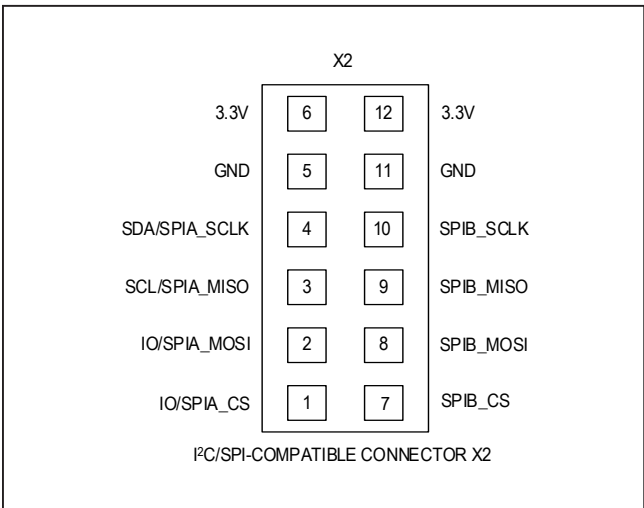 X2
3.3V 6 12 3.3V
GND 5 11 GND
SDA/SPIA_SCLK 4 10 SPIB_SCLK
SCL/SPIA_MISO 3 9 SPIB_MISO
IO/SPIA_MOSI 2 8 SPIB_MOSI
IO/SPIA_CS 1 7 SPIB_CS
I²C/SPI-COMPATIBLE CONNECTOR X2